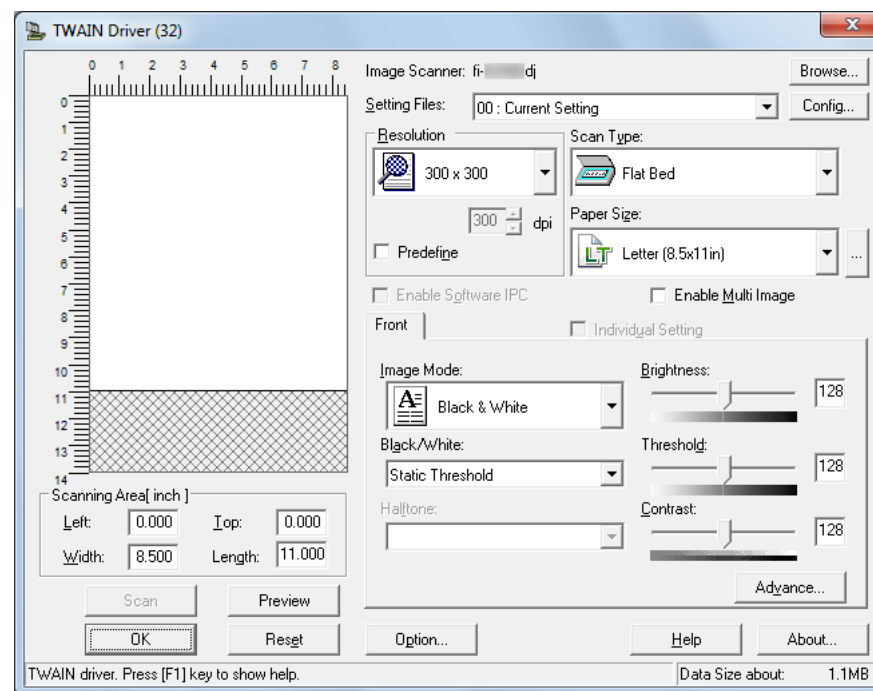 TWAIN Driver (32)
x
0 1 2 3 4 5 6 7 8
0
1
2
3
4
5
6
7
8
9
10
11
12
13
14
Scanning Area[ inch ]
Left: 0.000 Top: 0.000
Width: 8.500 Length: 11.000
Scan Preview
OK Reset
Image Scanner: fi- dj Browse...
Setting Files: 00 : Current Setting Config...
Resolution
300 x 300
300 dpi
Predefine
Scan Type:
Flat Bed
Paper Size:
LT Letter (8.5x11in) ...
Enable Software IPC Enable Multi Image
Front Individual Setting
Image Mode:
A Black & White
Black/White:
Static Threshold
Halftone:
Brightness:
128
Threshold:
128
Contrast:
128
Advance...
Option... Help About...
TWAIN driver. Press [F1] key to show help. Data Size about: 1.1MB